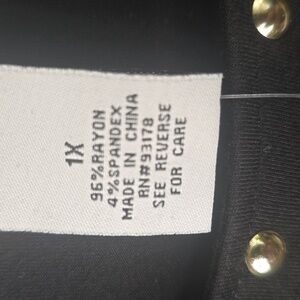 1X
96%RAYON
4%SPANDEX
MADE IN CHINA
RN#93178
SEE REVERSE
FOR CARE